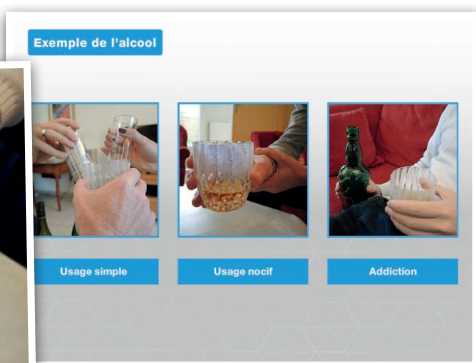 Exemple de l'alcool
Usage simple
Usage nocif
Addiction